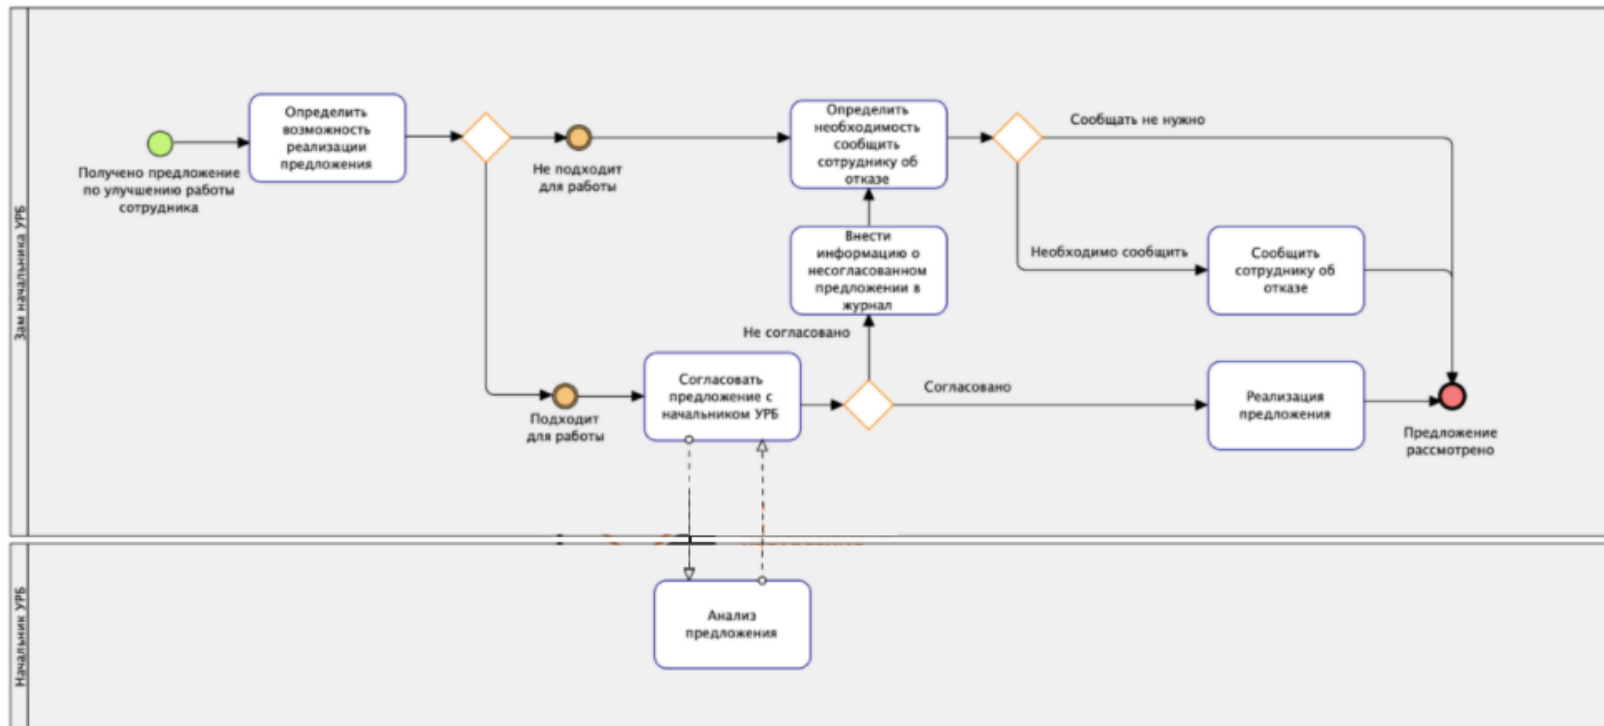 Зам начальника УРБ
Получено предложение
по улучшению работы
сотрудника
Определить
возможность
реализации
предложения
Не подходит
для работы
Определить
необходимость
сообщить
сотруднику об
отказе
Сообщать не нужно
Внести
информацию о
несогласованном
предложении в
журнал
Необходимо сообщить
Сообщить
сотруднику об
отказе
Не согласовано
Подходит
для работы
Согласовать
предложение с
начальником УРБ
Согласовано
Реализация
предложения
Предложение
рассмотрено
Начальник УРБ
Анализ
предложения